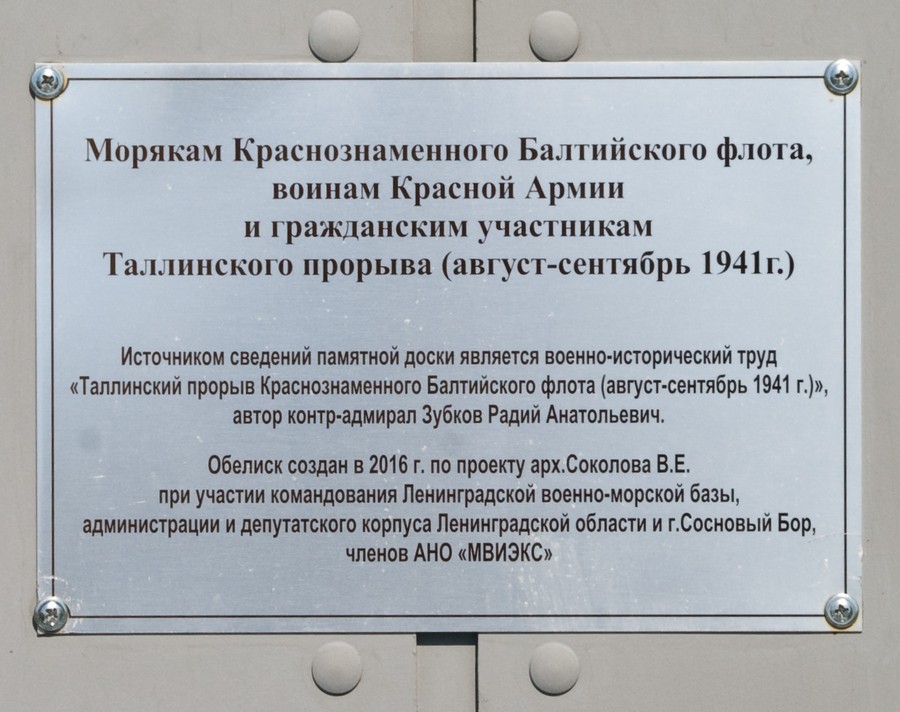 Морякам Краснознаменного Балтийского флота,
воинам Красной Армии
и гражданским участникам
Таллинского прорыва (август-сентябрь 1941г.)
Источником сведений памятной доски является военно-исторический труд
«Таллинский прорыв Краснознаменного Балтийского флота (август-сентябрь 1941 г.)»,
автор контр-адмирал Зубков Радий Анатольевич.
Обелиск создан в 2016 г. по проекту арх.Соколова В.Е.
при участии командования Ленинградской военно-морской базы,
администрации и депутатского корпуса Ленинградской области и г.Сосновый Бор,
членов АНО «МВИЭКС»